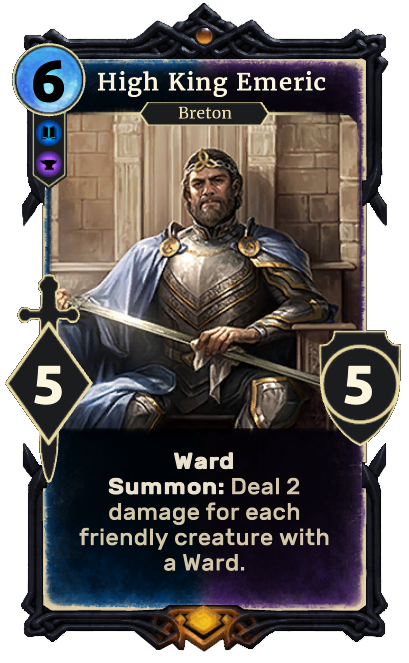 6
High King Emeric
Breton
5
5
Ward
Summon: Deal 2
damage for each
friendly creature with
a Ward.